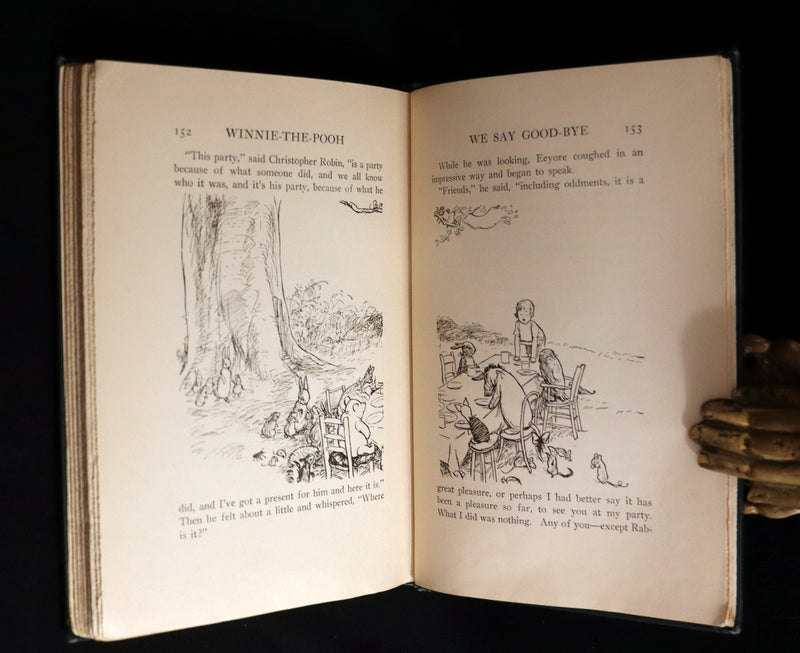 152 WINNIE-THE-POOH
"This party," said Christopher Robin, "is a party
because of what someone did, and we all know
who it was, and it's his party, because of what he
did, and I've got a present for him and here it is."
Then he felt about a little and whispered, "Where
is it?"
WE SAY GOOD-BYE 153
While he was looking, Eeyore coughed in an
impressive way and began to speak.
"Friends," he said, "including oddments, it is a
great pleasure, or perhaps I had better say it has
been a pleasure so far, to see you at my party.
What I did was nothing. Any of you—except Rab-